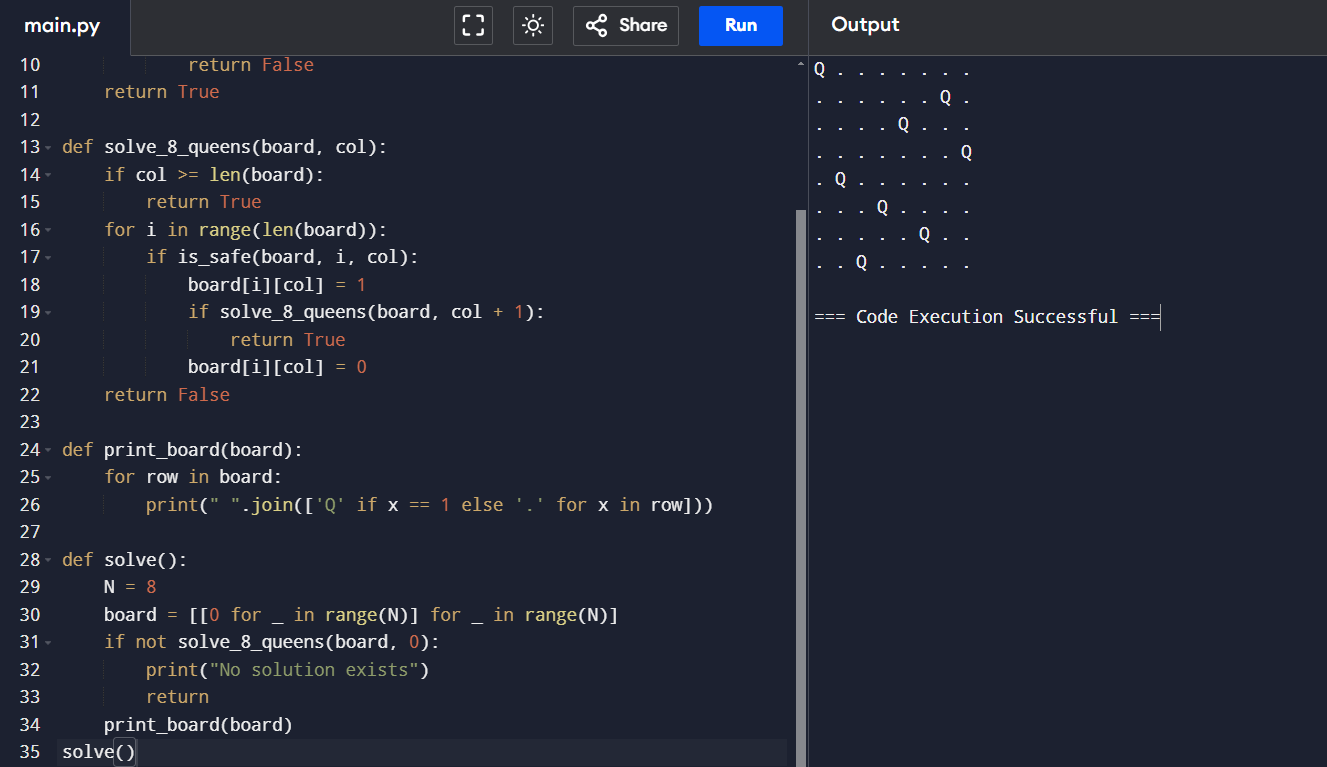 main.py
Share
Run
Output
10             return False
11     return True
12
13 def solve_8_queens(board, col):
14     if col >= len(board):
15         return True
16     for i in range(len(board)):
17         if is_safe(board, i, col):
18             board[i][col] = 1
19             if solve_8_queens(board, col + 1):
20                 return True
21             board[i][col] = 0
22     return False
23
24 def print_board(board):
25     for row in board:
26         print(" ".join(['Q' if x == 1 else '.' for x in row]))
27
28 def solve():
29     N = 8
30     board = [[0 for _ in range(N)] for _ in range(N)]
31     if not solve_8_queens(board, 0):
32         print("No solution exists")
33         return
34     print_board(board)
35 solve()
Q . . . . . . .
. . . . . . Q .
. . . . Q . . .
. . . . . . . Q
. Q . . . . . .
. . . Q . . . .
. . . . . Q . .
. . Q . . . . .
=== Code Execution Successful ===